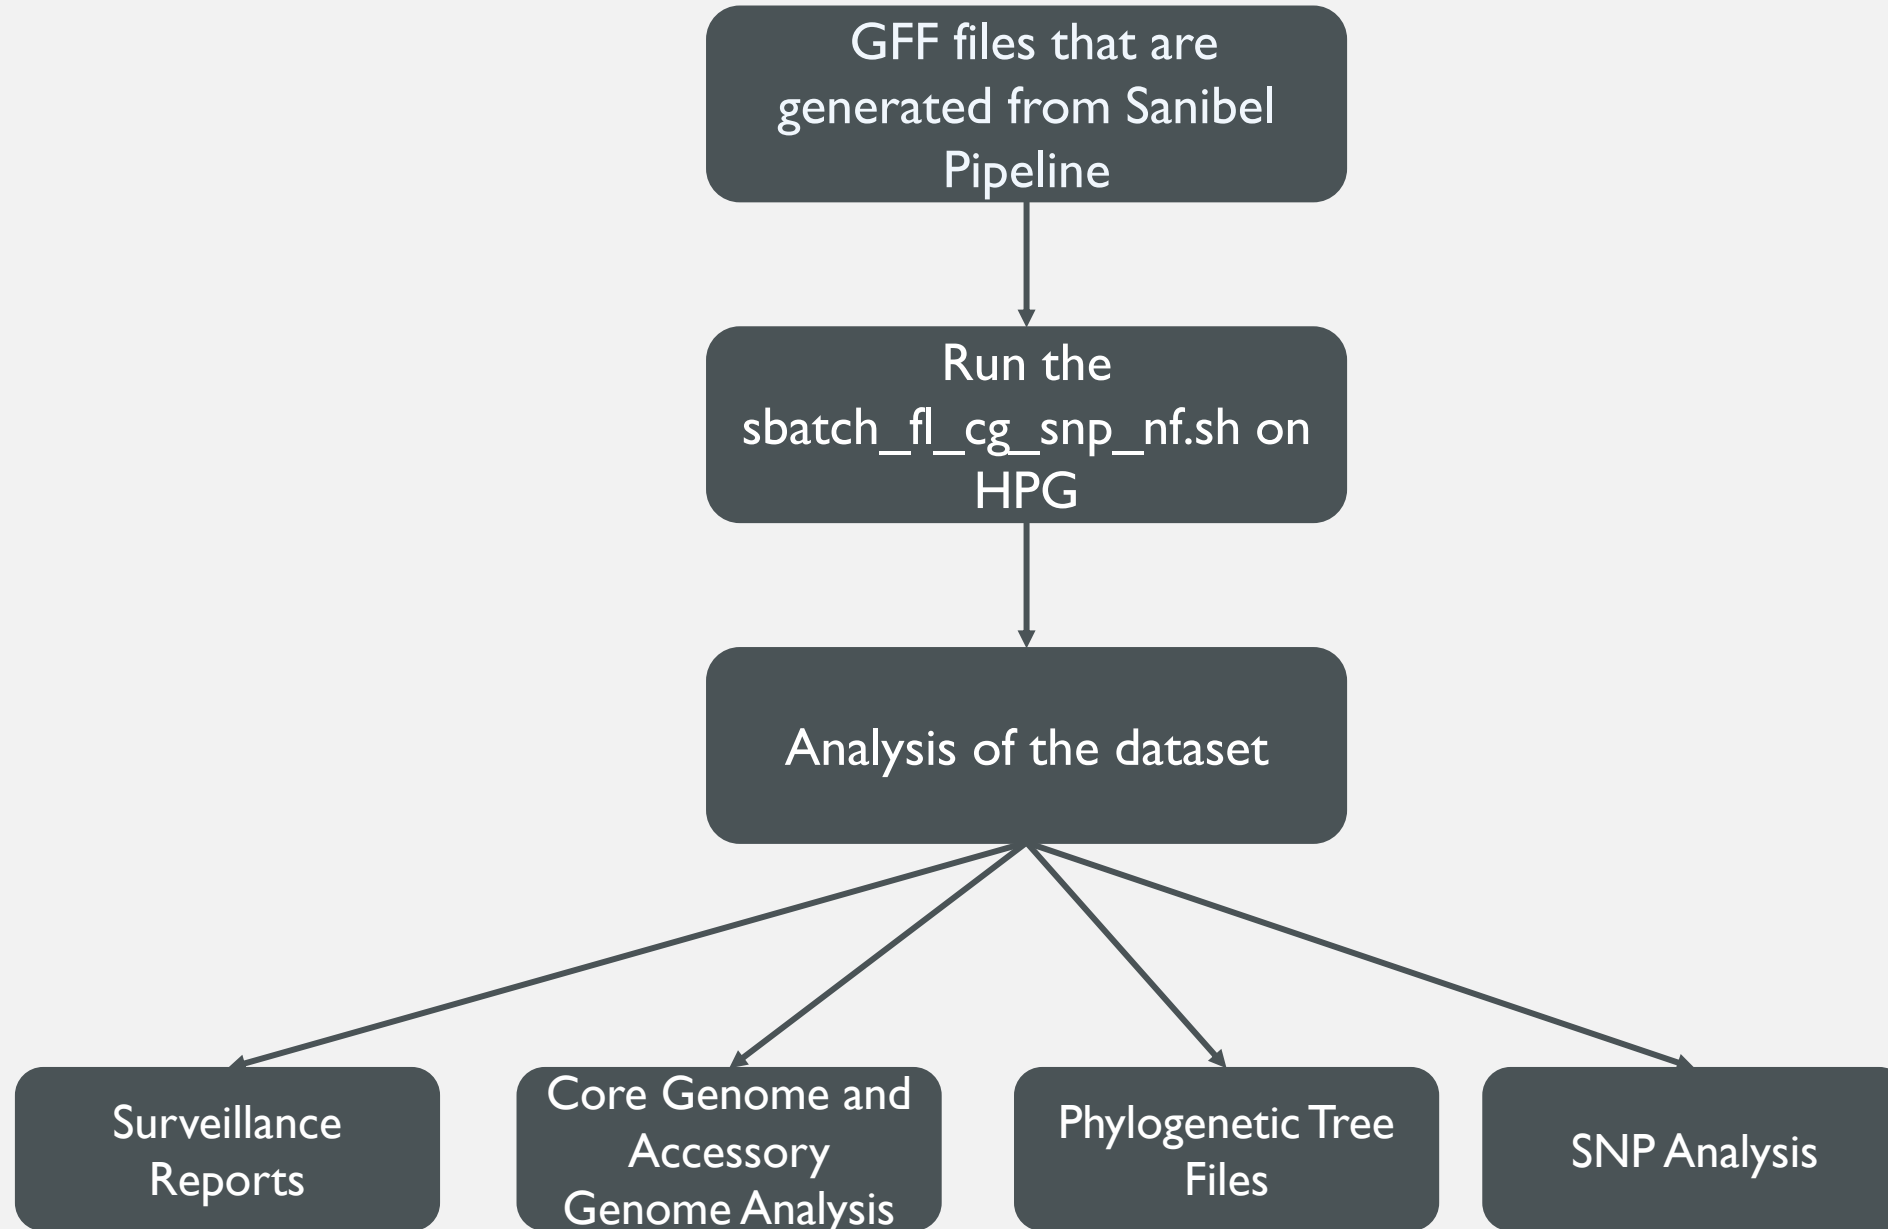 GFF files that are
generated from Sanibel
Pipeline
Run the
sbatch_fl_cg_snp_nf.sh on
HPG
Analysis of the dataset
Surveillance
Reports
Core Genome and
Accessory
Genome Analysis
Phylogenetic Tree
Files
SNP Analysis